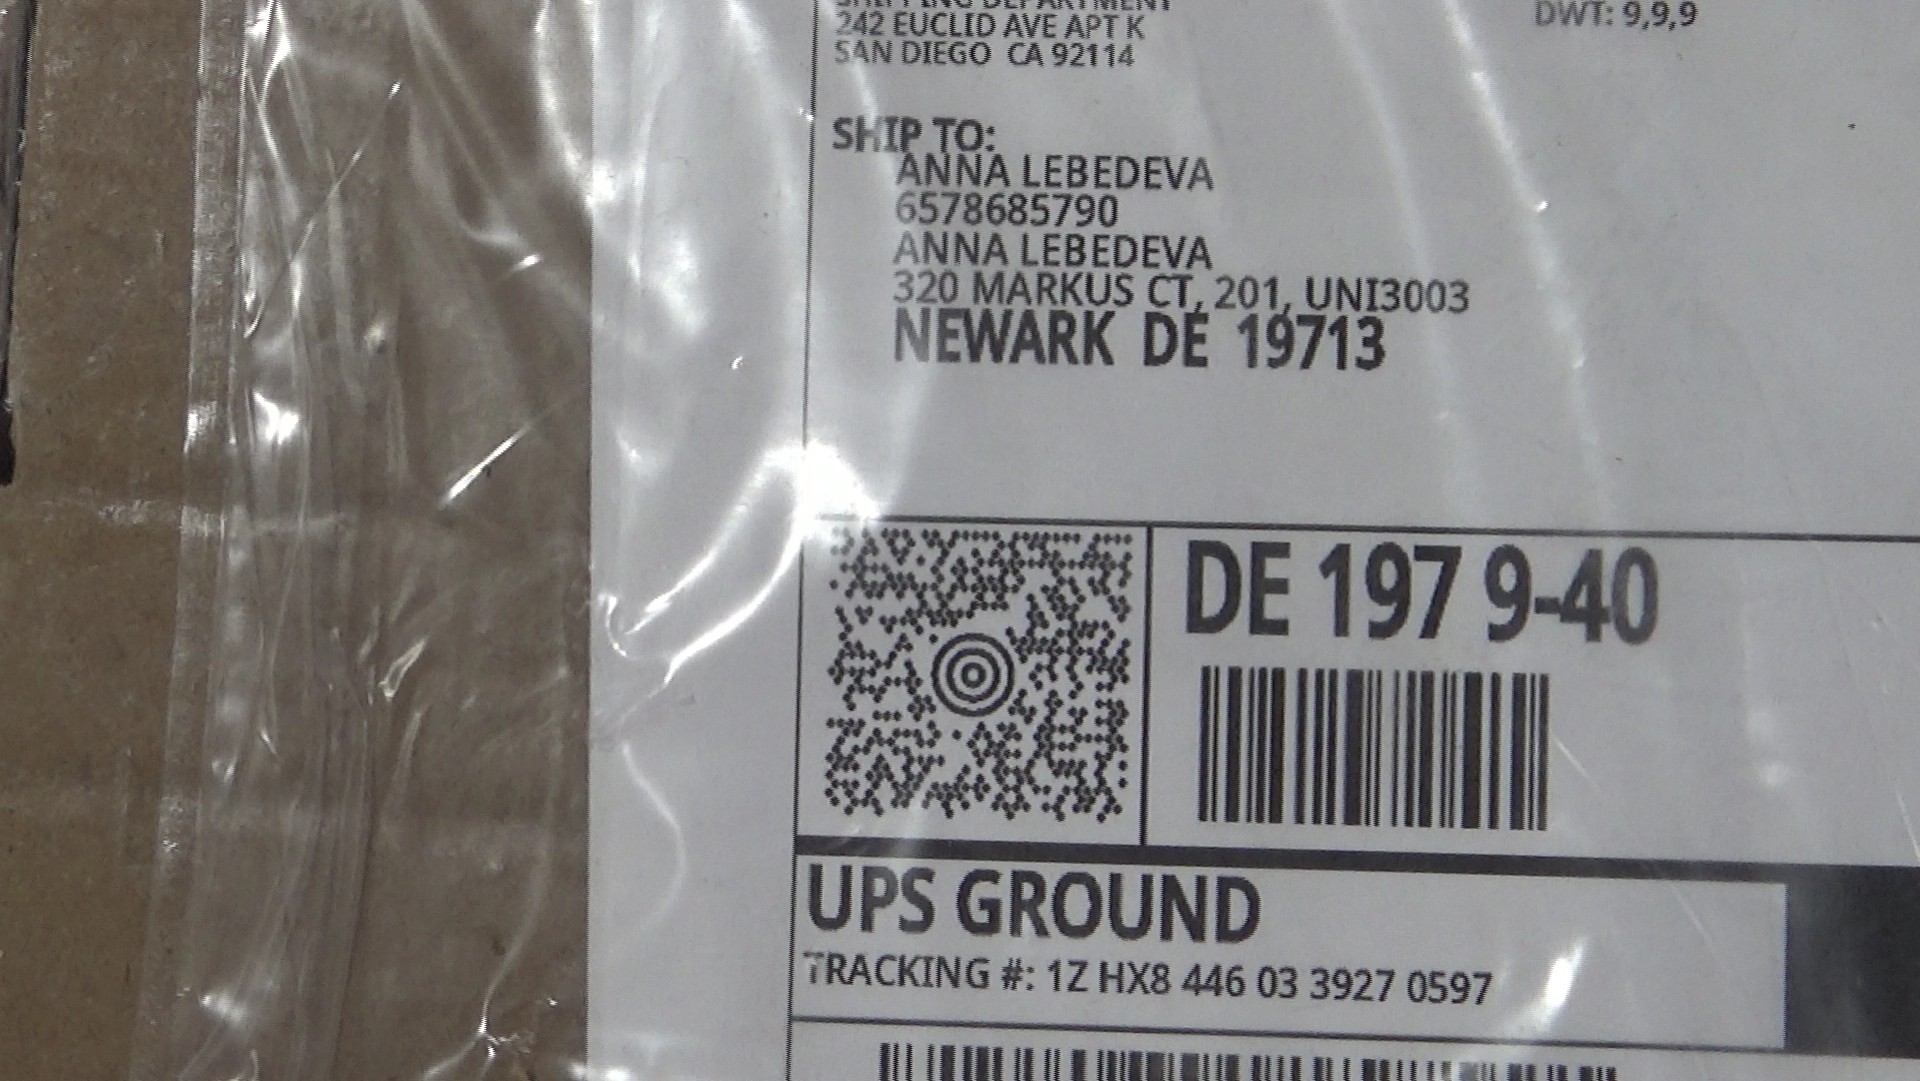 SHIPPING DEPARTMENT
242 EUCLID AVE APT K
SAN DIEGO CA 92114
DWT: 9,9,9
SHIP TO:
ANNA LEBEDEVA
6578685790
ANNA LEBEDEVA
320 MARKUS CT, 201, UNI3003
NEWARK DE 19713
DE 197 9-40
UPS GROUND
TRACKING #: 1Z HX8 446 03 3927 0597